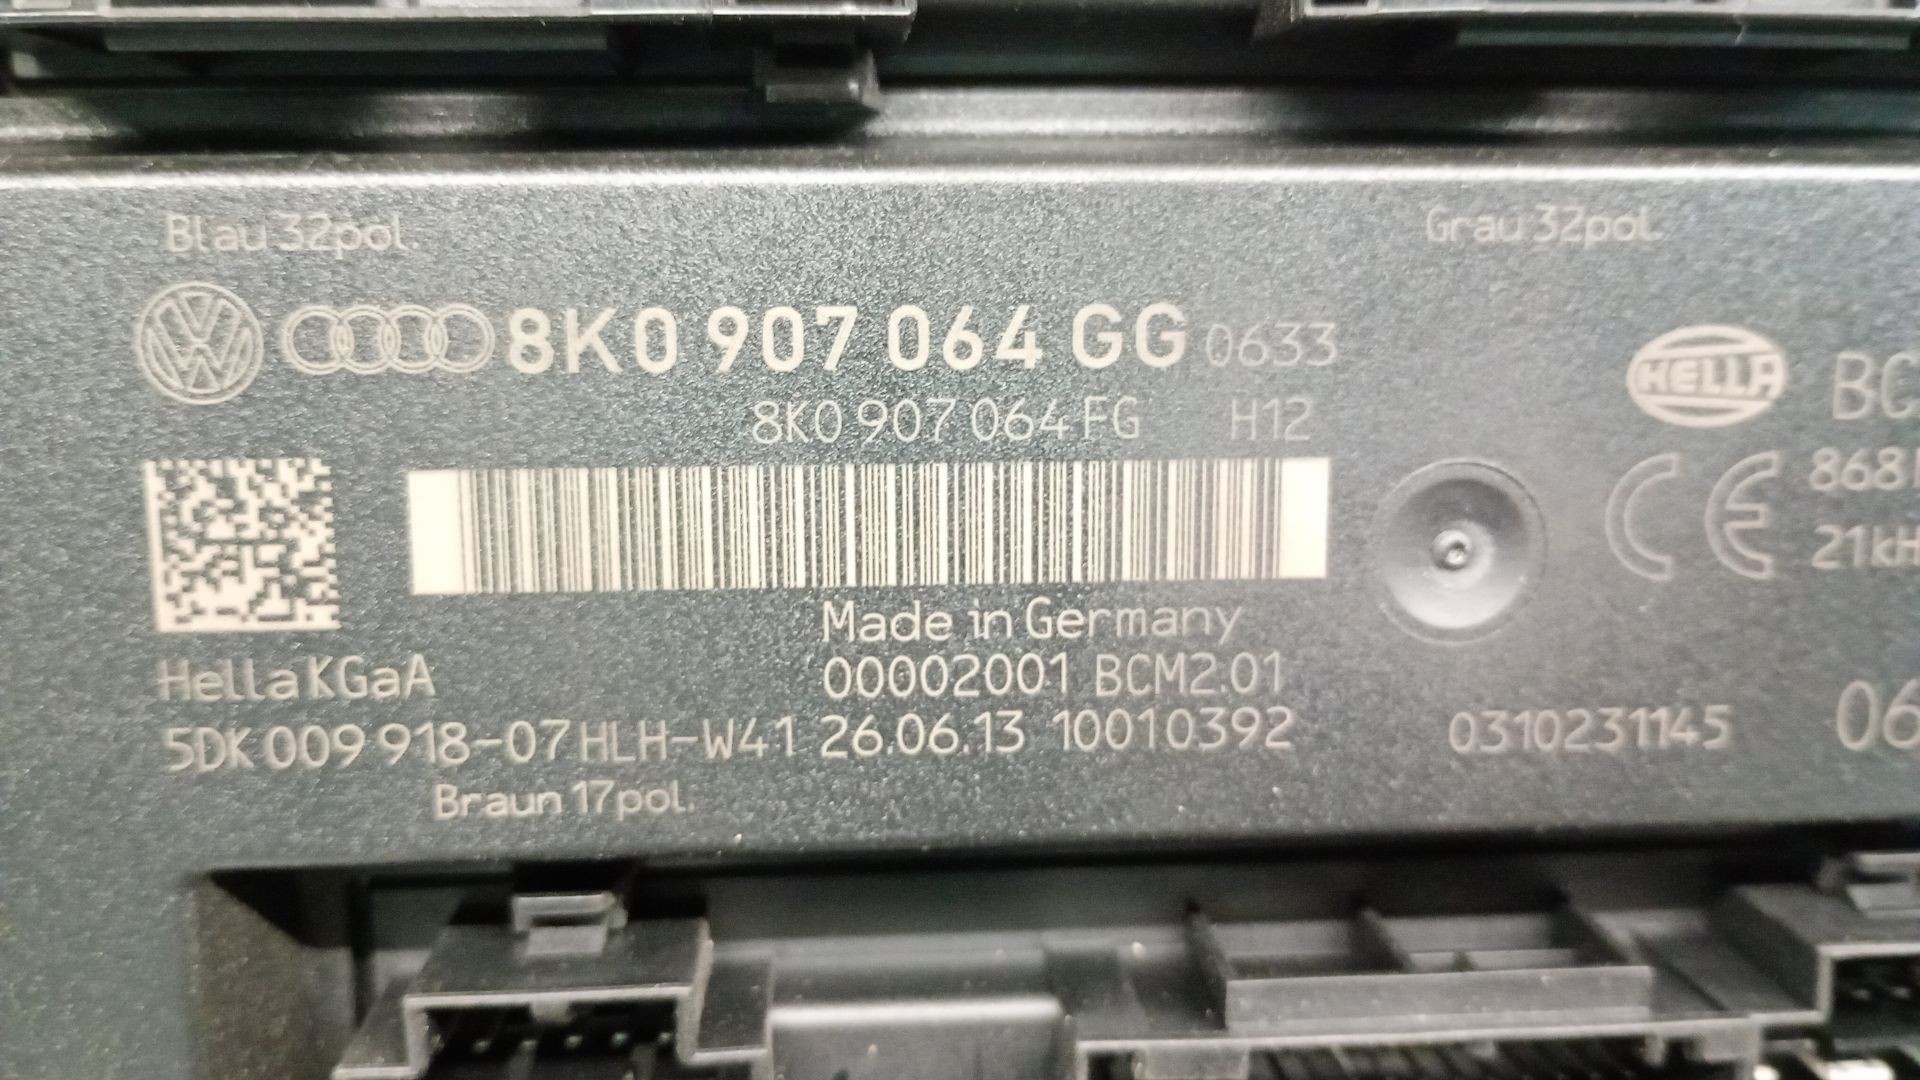 Blau 32pol.
Grau 32pol.
8K0 907 064 GG 0633
HELLA
8K0 907 064 FG H12
CE
Made in Germany
Hella KGaA
00002001 BCM2.01
5DK 009 918-07 HLH-W41 26.06.13 10010392
0310231145
Braun 17pol.